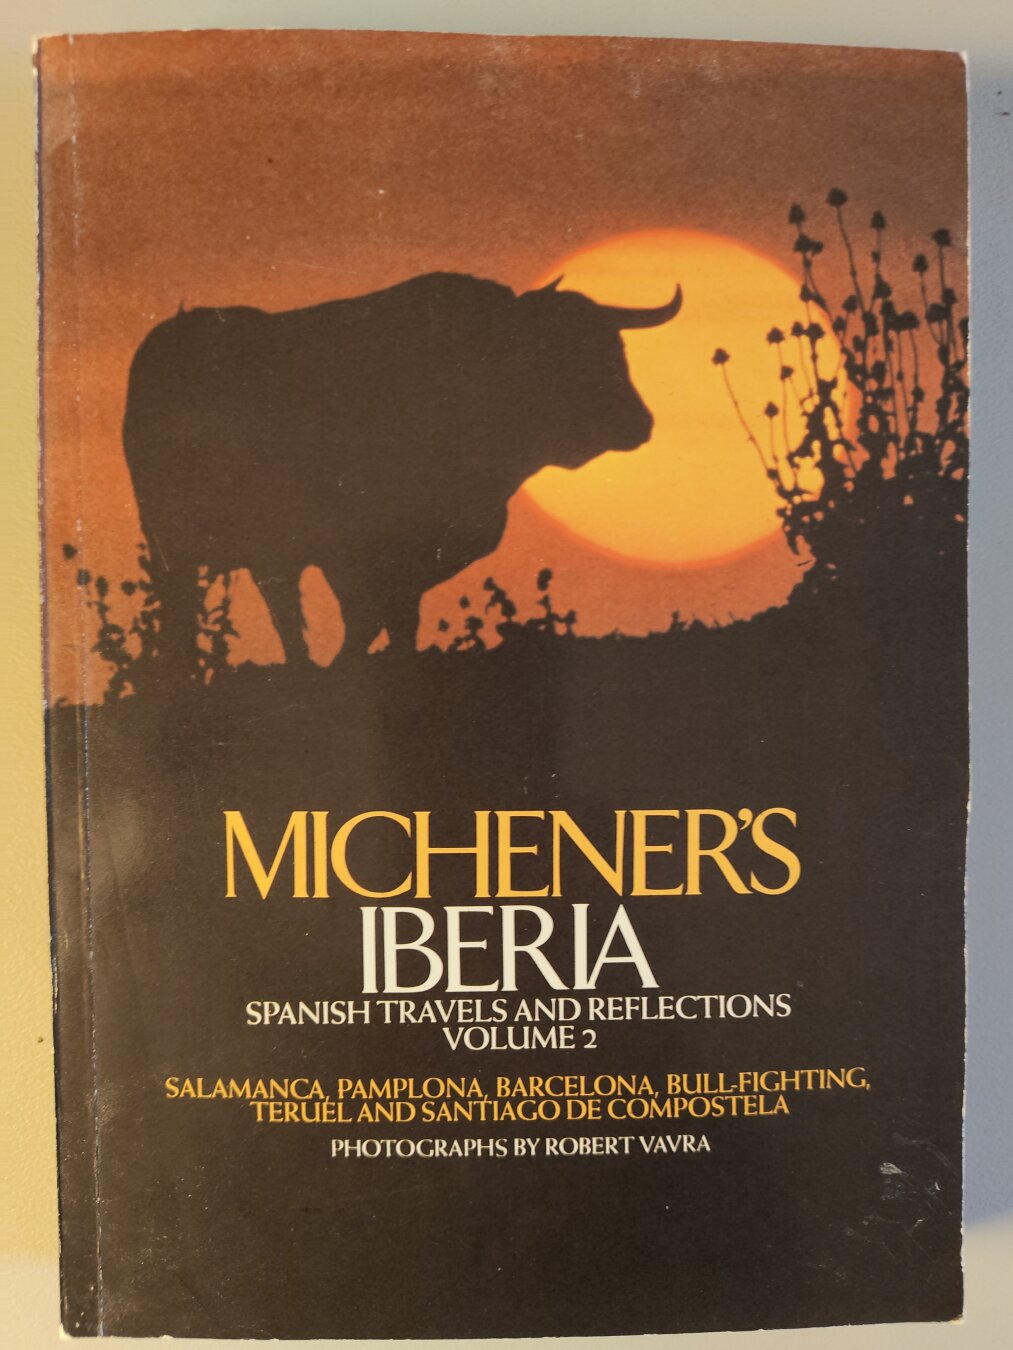 MICHENER'S
IBERIA
SPANISH TRAVELS AND REFLECTIONS
VOLUME 2
SALAMANCA, PAMPLONA, BARCELONA, BULL-FIGHTING,
TERUEL AND SANTIAGO DE COMPOSTELA
PHOTOGRAPHS BY ROBERT VAVRA